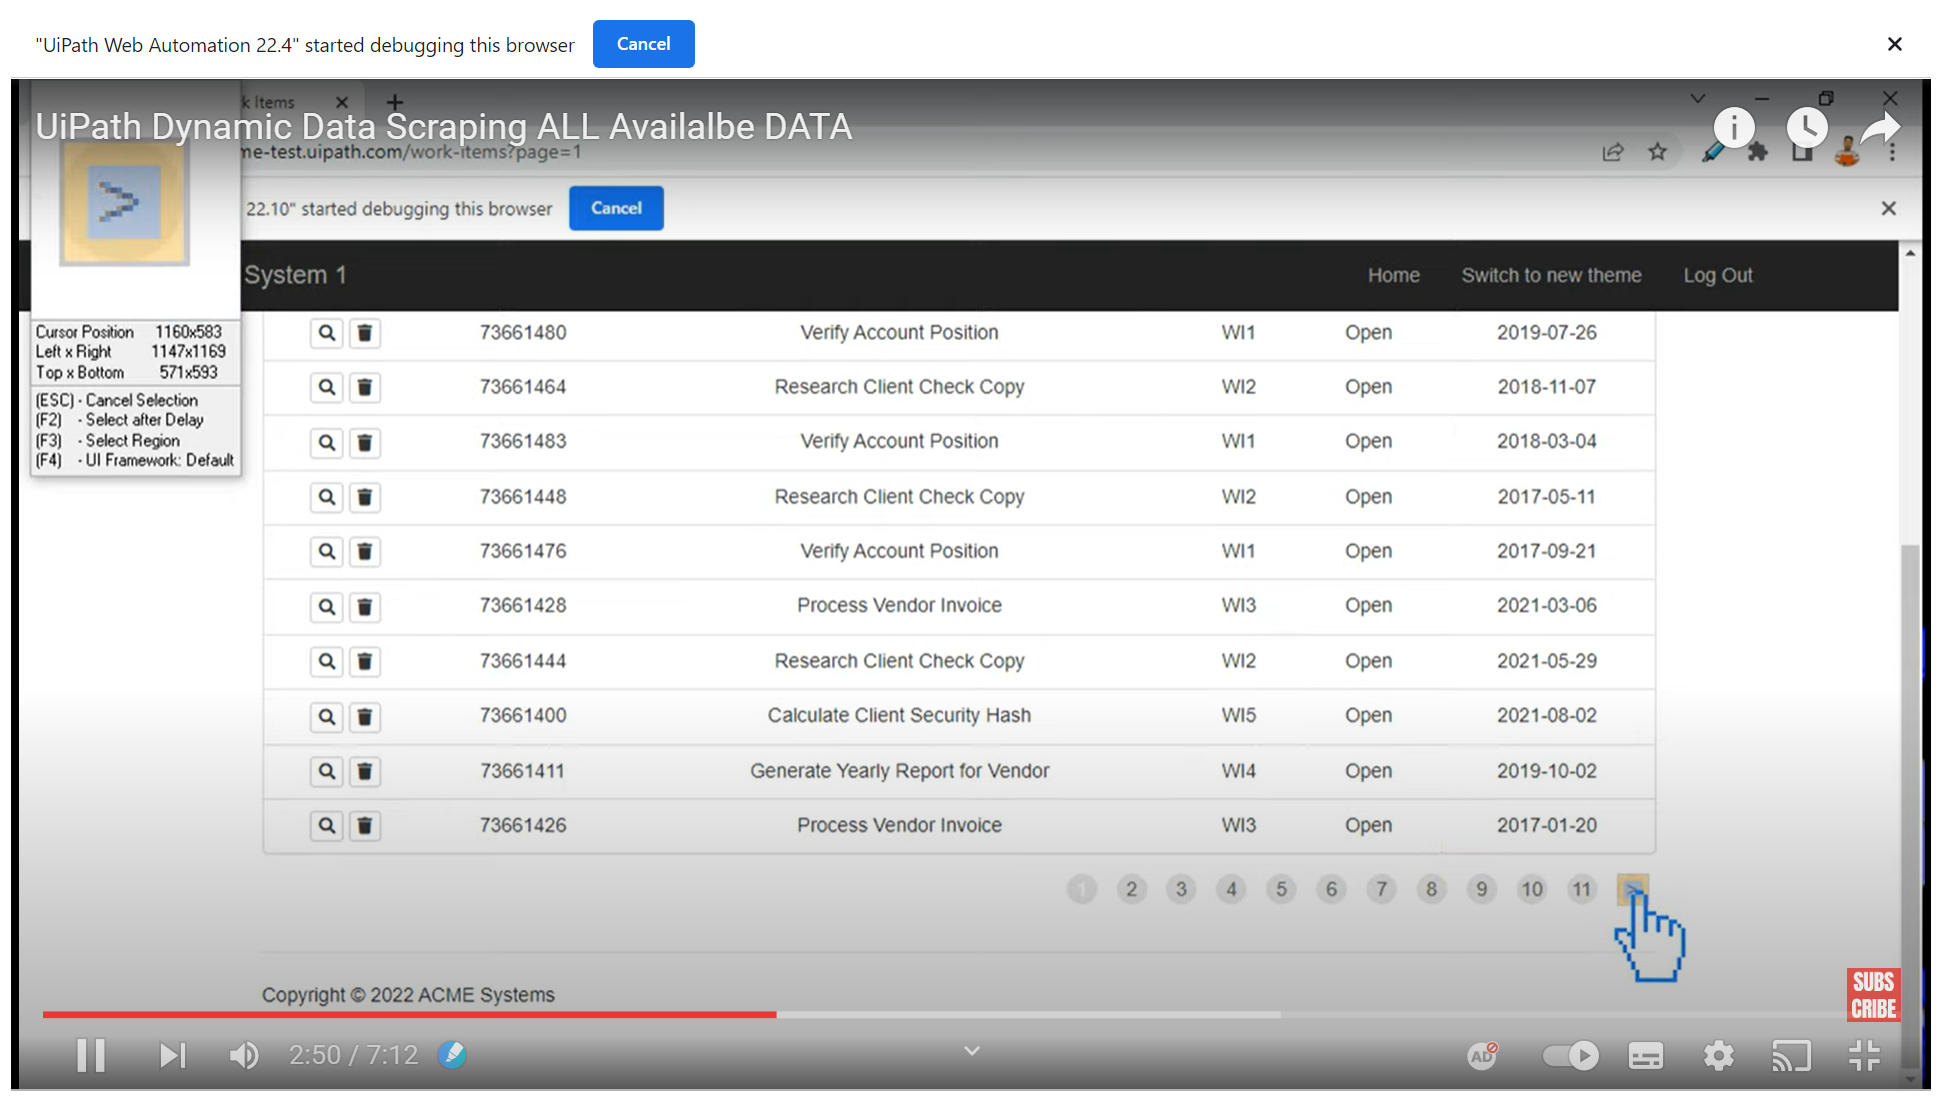 "UiPath Web Automation 22.4" started debugging this browser Cancel
k Items
UiPath Dynamic Data Scraping ALL Availalbe DATA
me-test.uipath.com/work-items?page=1
22.10" started debugging this browser Cancel
System 1 Home Switch to new theme Log Out
Cursor Position 1160x583
Left x Right 1147x1169
Top x Bottom 571x593
(ESC) - Cancel Selection
(F2) - Select after Delay
(F3) - Select Region
(F4) - UI Framework: Default
73661480 Verify Account Position WI1 Open 2019-07-26
73661464 Research Client Check Copy WI2 Open 2018-11-07
73661483 Verify Account Position WI1 Open 2018-03-04
73661448 Research Client Check Copy WI2 Open 2017-05-11
73661476 Verify Account Position WI1 Open 2017-09-21
73661428 Process Vendor Invoice WI3 Open 2021-03-06
73661444 Research Client Check Copy WI2 Open 2021-05-29
73661400 Calculate Client Security Hash WI5 Open 2021-08-02
73661411 Generate Yearly Report for Vendor WI4 Open 2019-10-02
73661426 Process Vendor Invoice WI3 Open 2017-01-20
1 2 3 4 5 6 7 8 9 10 11 >
Copyright © 2022 ACME Systems
SUBS
CRIBE
2:50 / 7:12
AD